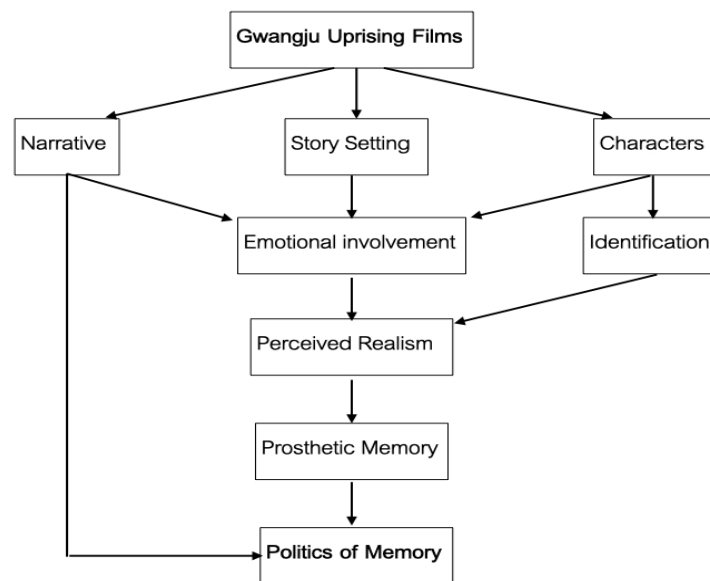 Gwangju Uprising Films
Narrative
Story Setting
Characters
Emotional involvement
Identification
Perceived Realism
Prosthetic Memory
Politics of Memory